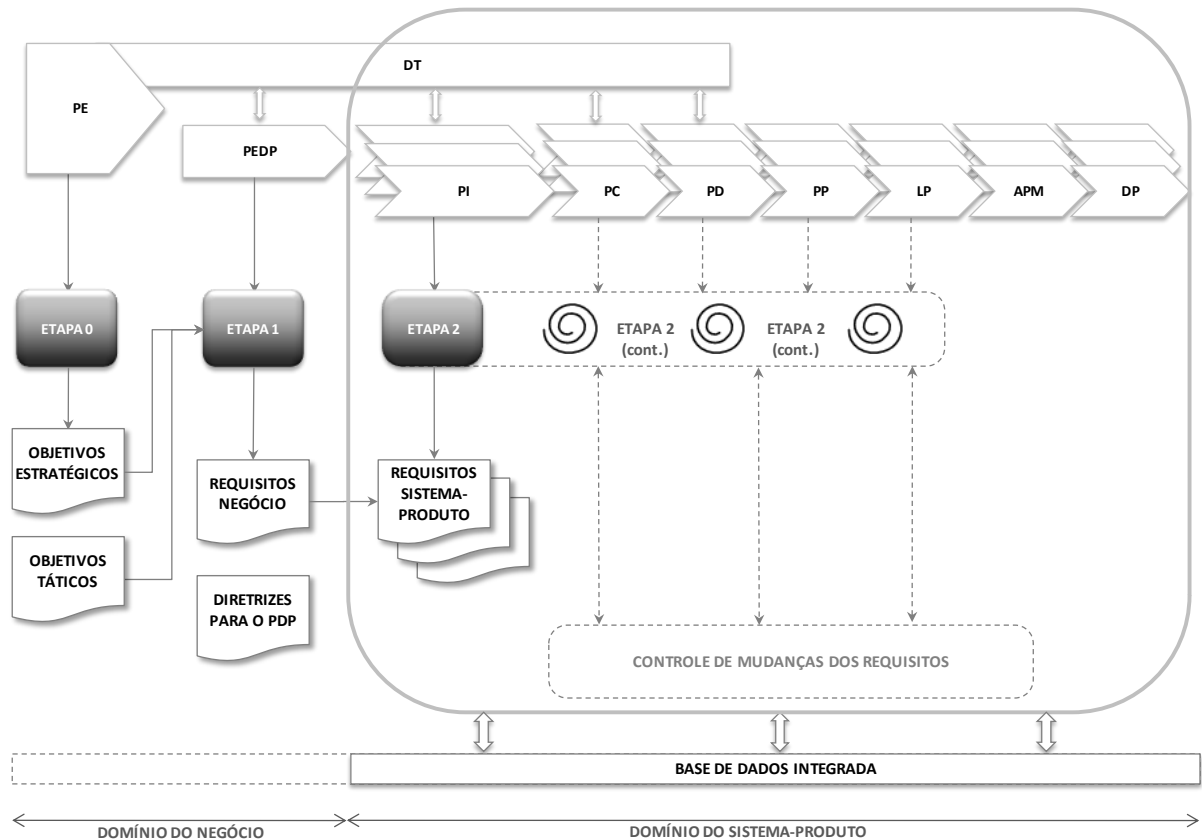 DT
PE
PEDP
PI
PC
PD
PP
LP
APM
DP
ETAPA 0
ETAPA 1
ETAPA 2
ETAPA 2
(cont.)
ETAPA 2
(cont.)
OBJETIVOS
ESTRATÉGICOS
REQUISITOS
NEGÓCIO
REQUISITOS
SISTEMA-
PRODUTO
OBJETIVOS
TÁTICOS
DIRETRIZES
PARA O PDP
CONTROLE DE MUDANÇAS DOS REQUISITOS
BASE DE DADOS INTEGRADA
DOMÍNIO DO NEGÓCIO
DOMÍNIO DO SISTEMA-PRODUTO